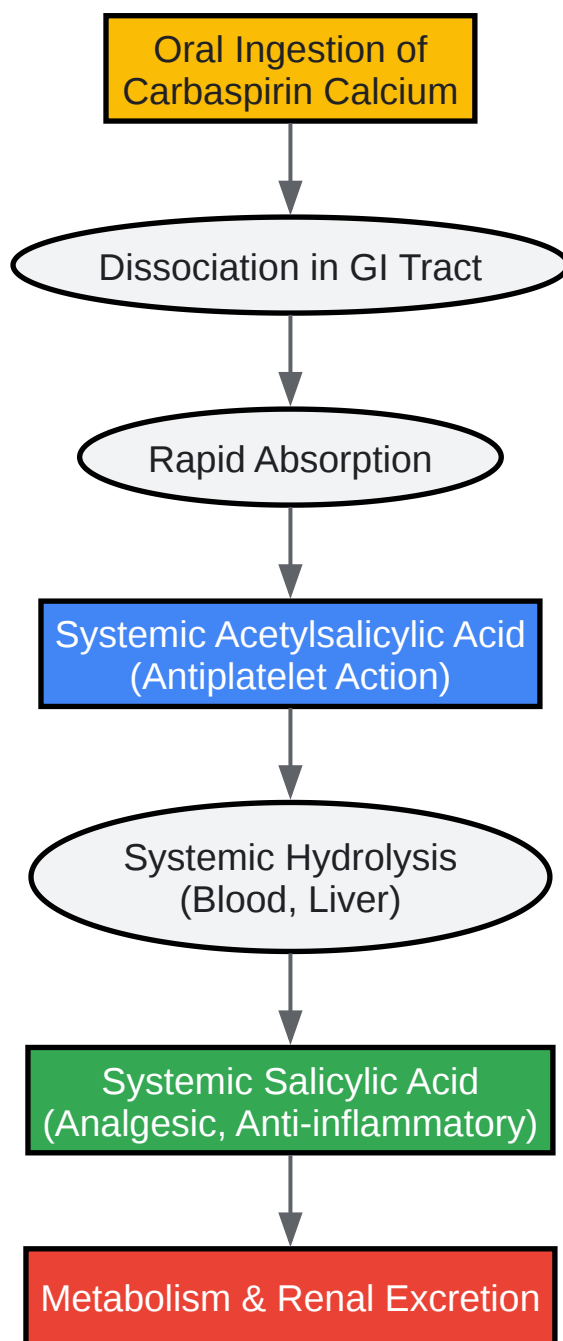 Oral Ingestion of
Carbaspirin Calcium
Dissociation in GI Tract
Rapid Absorption
Systemic Acetylsalicylic Acid
(Antiplatelet Action)
Systemic Hydrolysis
(Blood, Liver)
Systemic Salicylic Acid
(Analgesic, Anti-inflammatory)
Metabolism & Renal Excretion